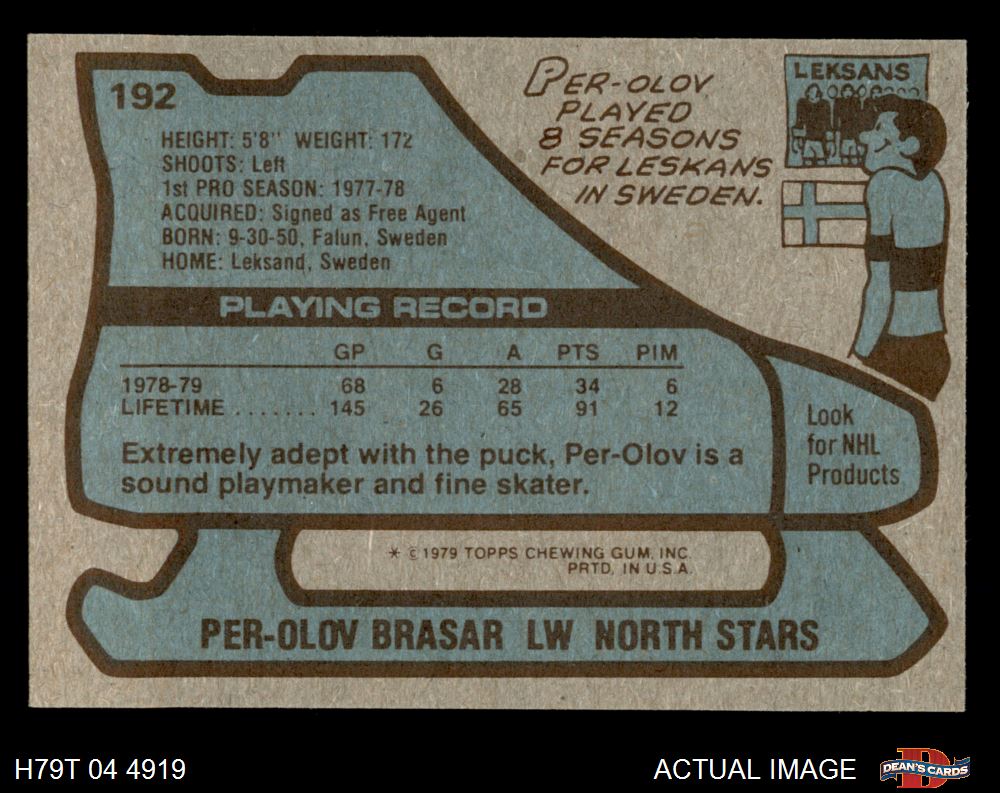 192
HEIGHT: 5'8" WEIGHT: 172
SHOOTS: Left
1st PRO SEASON: 1977-78
ACQUIRED: Signed as Free Agent
BORN: 9-30-50, Falun, Sweden
HOME: Leksand, Sweden
PER-OLOV
PLAYED
8 SEASONS
FOR LESKANS
IN SWEDEN.
LEKSANS
PLAYING RECORD
GP G A PTS PIM
1978-79 68 6 28 34 6
LIFETIME ....... 145 26 65 91 12
Extremely adept with the puck, Per-Olov is a
sound playmaker and fine skater.
Look
for NHL
Products
* © 1979 TOPPS CHEWING GUM, INC.
PRTD. IN U.S.A.
PER-OLOV BRASAR LW NORTH STARS
H79T 04 4919
ACTUAL IMAGE
DEAN'S CARDS